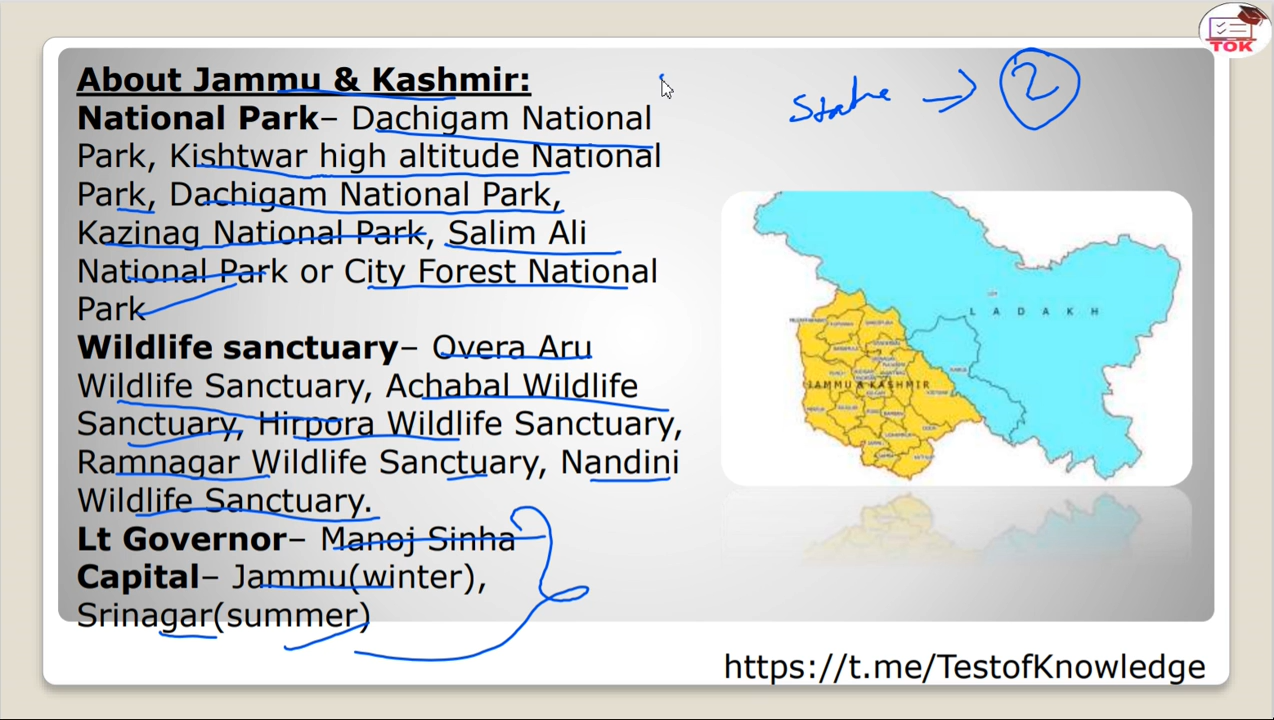 TOK
About Jammu & Kashmir:
National Park– Dachigam National
Park, Kishtwar high altitude National
Park, Dachigam National Park,
Kazinag National Park, Salim Ali
National Park or City Forest National
Park
Wildlife sanctuary– Overa Aru
Wildlife Sanctuary, Achabal Wildlife
Sanctuary, Hirpora Wildlife Sanctuary,
Ramnagar Wildlife Sanctuary, Nandini
Wildlife Sanctuary.
Lt Governor– Manoj Sinha
Capital– Jammu(winter),
Srinagar(summer)
State → 2
LADAKH
JAMMU & KASHMIR
https://t.me/TestofKnowledge